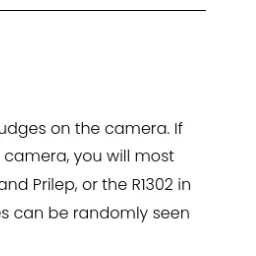 udges on the camera. If
camera, you will most
and Prilep, or the R1302 in
s can be randomly seen